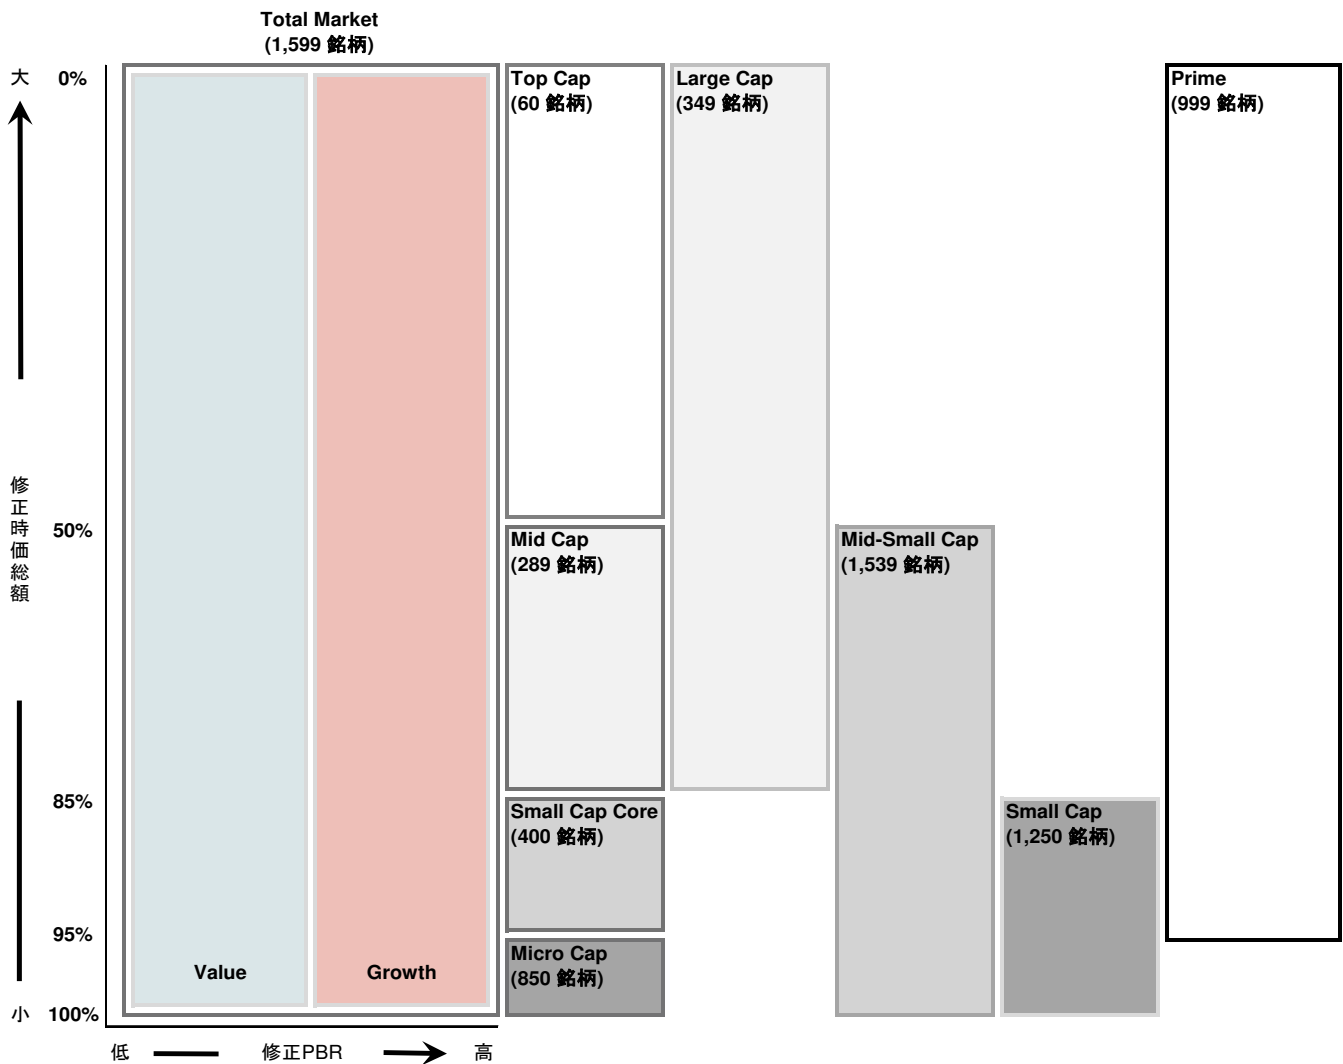 Total Market
(1,599 銘柄)
大
0%
Top Cap
(60 銘柄)
Large Cap
(349 銘柄)
Prime
(999 銘柄)
修正時価総額
50%
Mid Cap
(289 銘柄)
Mid-Small Cap
(1,539 銘柄)
85%
Small Cap Core
(400 銘柄)
Small Cap
(1,250 銘柄)
95%
Micro Cap
(850 銘柄)
Value
Growth
小
100%
低
修正PBR
高